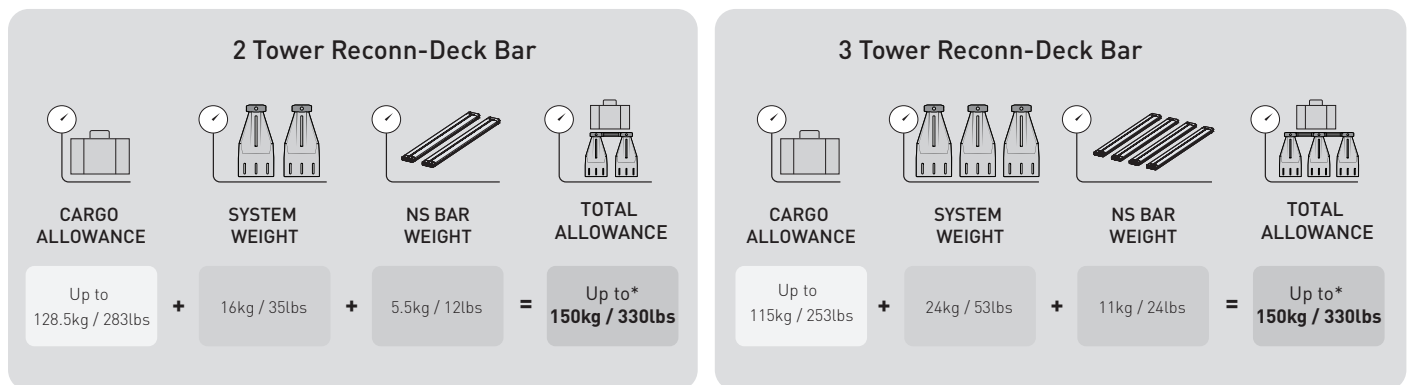 2 Tower Reconn-Deck Bar
CARGO
ALLOWANCE
SYSTEM
WEIGHT
NS BAR
WEIGHT
TOTAL
ALLOWANCE
Up to
128.5kg / 283lbs
+
16kg / 35lbs
+
5.5kg / 12lbs
=
Up to*
150kg / 330lbs
3 Tower Reconn-Deck Bar
CARGO
ALLOWANCE
SYSTEM
WEIGHT
NS BAR
WEIGHT
TOTAL
ALLOWANCE
Up to
115kg / 253lbs
+
24kg / 53lbs
+
11kg / 24lbs
=
Up to*
150kg / 330lbs